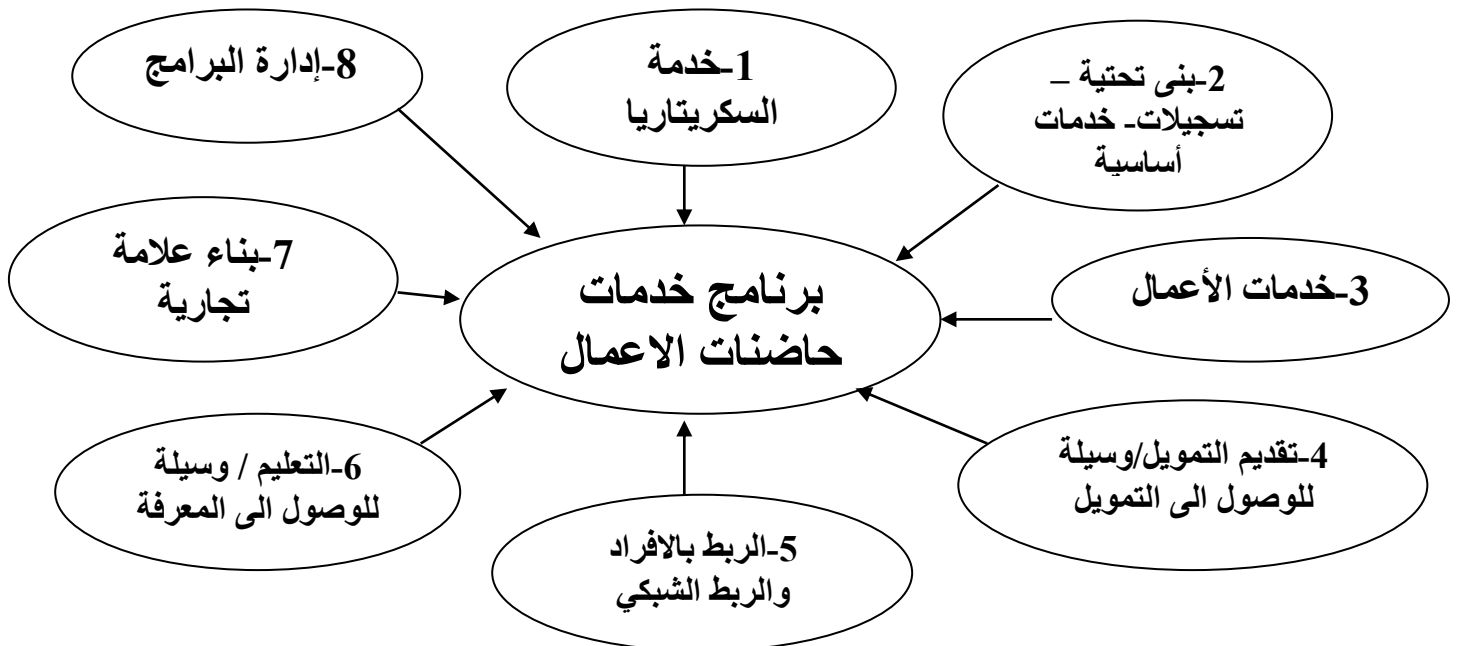 1-خدمة
السكريتاريا
2-بنى تحتية –
تسجيلات- خدمات
أساسية
3-خدمات الأعمال
4-تقديم التمويل/وسيلة
للوصول الى التمويل
5-الربط بالافراد
والربط الشبكي
6-التعليم / وسيلة
للوصول الى المعرفة
7-بناء علامة
تجارية
8-إدارة البرامج
برنامج خدمات
حاضنات الاعمال